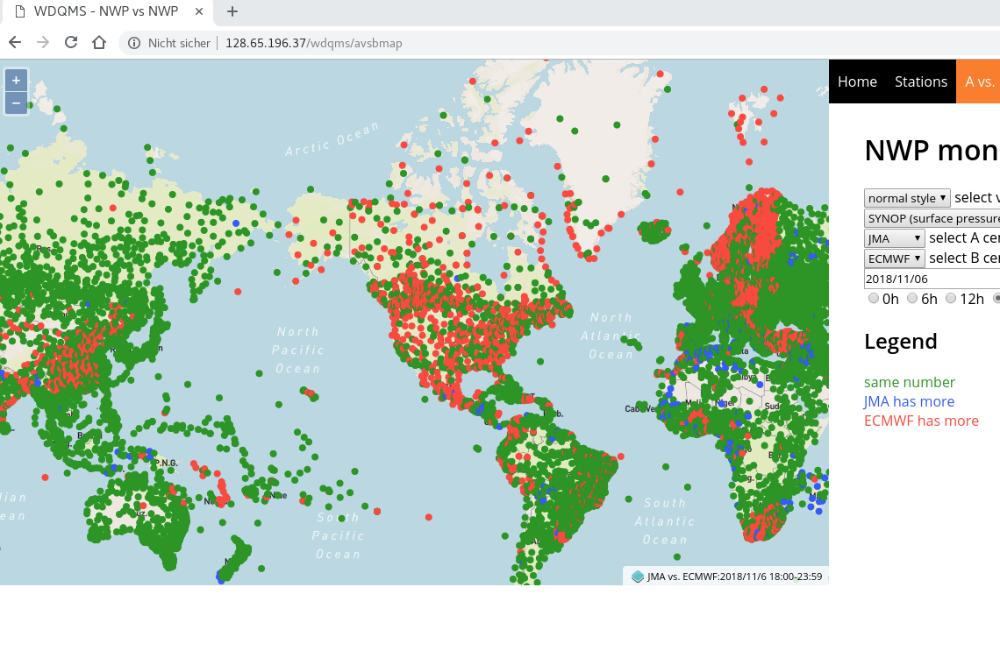 WDQMS - NWP vs NWP
Nicht sicher
128.65.196.37/wdqms/avsbmap
+
−
Home
Stations
A vs.
NWP mon
normal style
select v
SYNOP (surface pressure
JMA
select A cen
ECMWF
select B cen
2018/11/06
0h
6h
12h
Legend
same number
JMA has more
ECMWF has more
Arctic Ocean
North
Pacific
Ocean
North
Atlantic
Ocean
South
Pacific
Ocean
South
Atlantic
Ocean
P.N.G.
JMA vs. ECMWF:2018/11/6 18:00-23:59